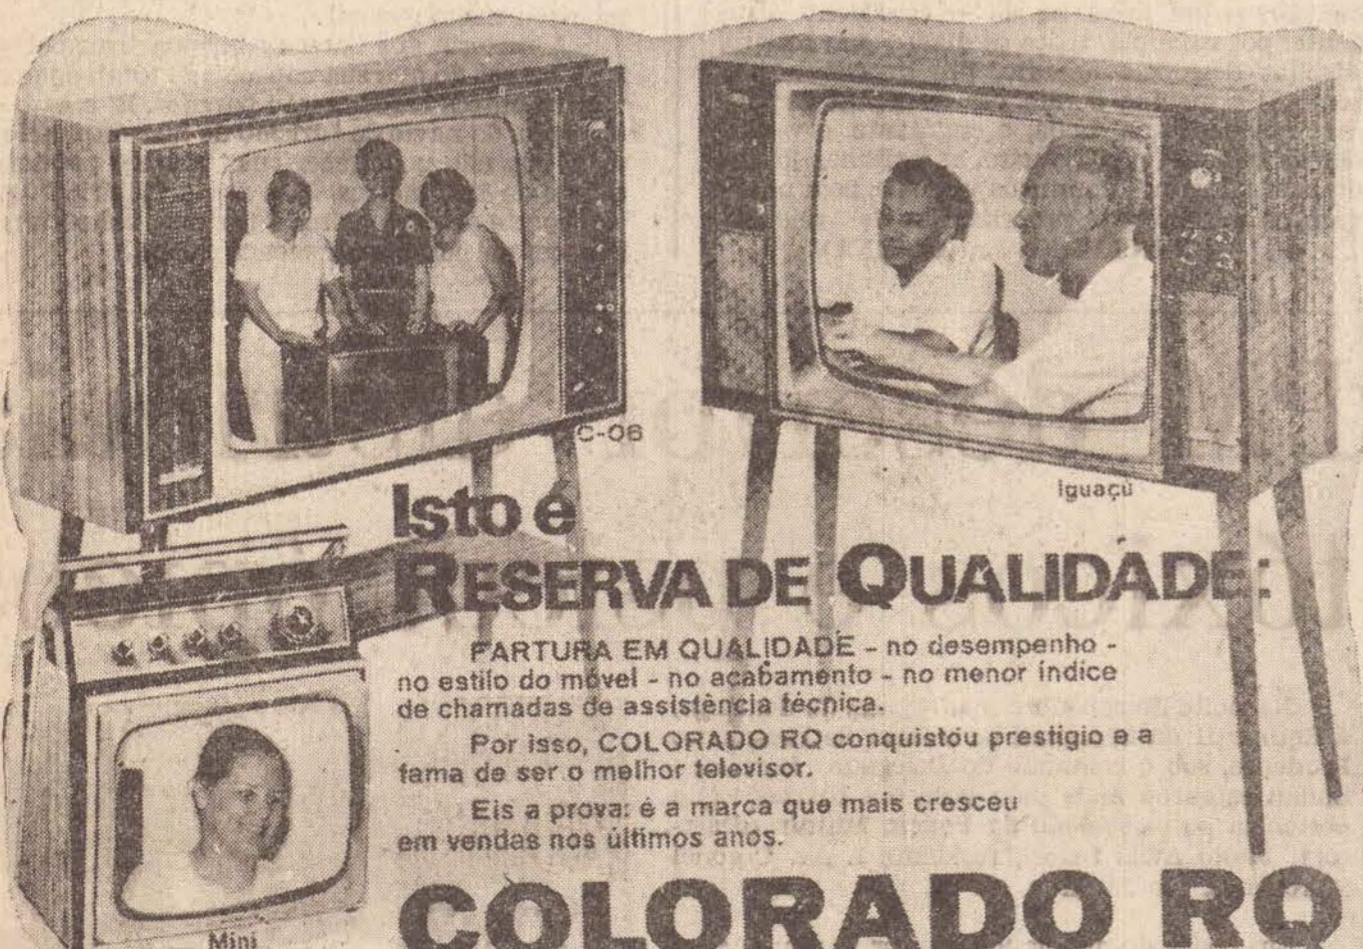 C-06
Iguaçú
Isto é
RESERVA DE QUALIDADE:
FARTURA EM QUALIDADE - no desempenho -
no estilo do móvel - no acabamento - no menor índice
de chamadas de assistência técnica.
Por isso, COLORADO RQ conquistou prestígio e a
fama de ser o melhor televisor.
Eis a prova: é a marca que mais cresceu
em vendas nos últimos anos.
Mini
COLORADO RQ